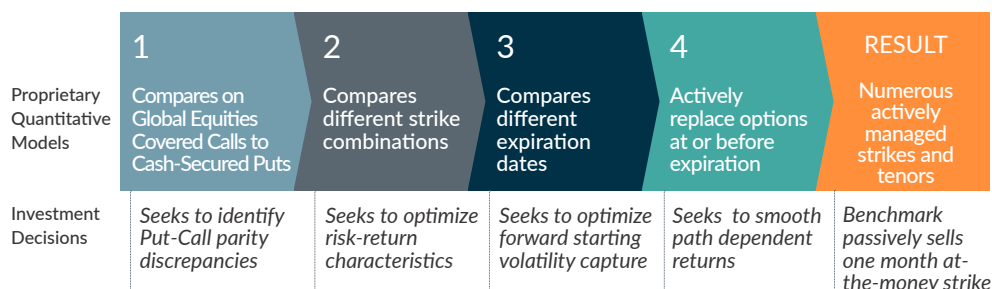 1
2
3
4
RESULT
Proprietary
Quantitative
Models
Compares on
Global Equities
Covered Calls to
Cash-Secured Puts
Compares
different strike
combinations
Compares
different
expiration
dates
Actively
replace options
at or before
expiration
Numerous
actively
managed
strikes and
tenors
Investment
Decisions
Seeks to identify
Put-Call parity
discrepancies
Seeks to optimize
risk-return
characteristics
Seeks to optimize
forward starting
volatility capture
Seeks to smooth
path dependent
returns
Benchmark
passively sells
one month at-
the-money strike